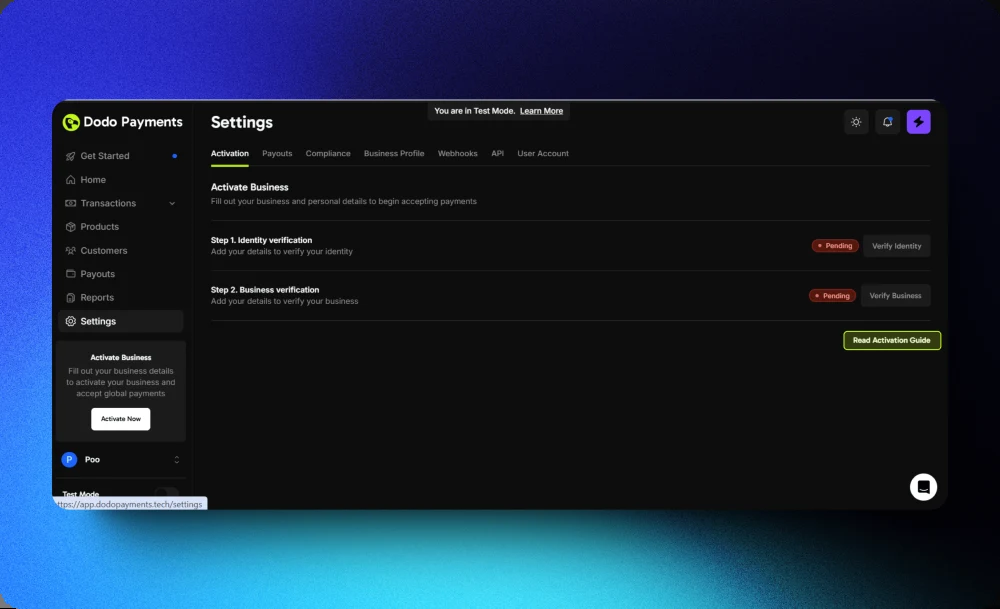 You are in Test Mode. Learn More
Dodo Payments
Settings
Get Started
Home
Transactions
Products
Customers
Payouts
Reports
Settings
Activate Business
Fill out your business details
to activate your business and
accept global payments
Activate Now
P Poo
Test Mode
ttps://app.dodopayments.tech/settings
Activation Payouts Compliance Business Profile Webhooks API User Account
Activate Business
Fill out your business and personal details to begin accepting payments
Step 1. Identity verification
Add your details to verify your identity
Pending Verify Identity
Step 2. Business verification
Add your details to verify your business
Pending Verify Business
Read Activation Guide